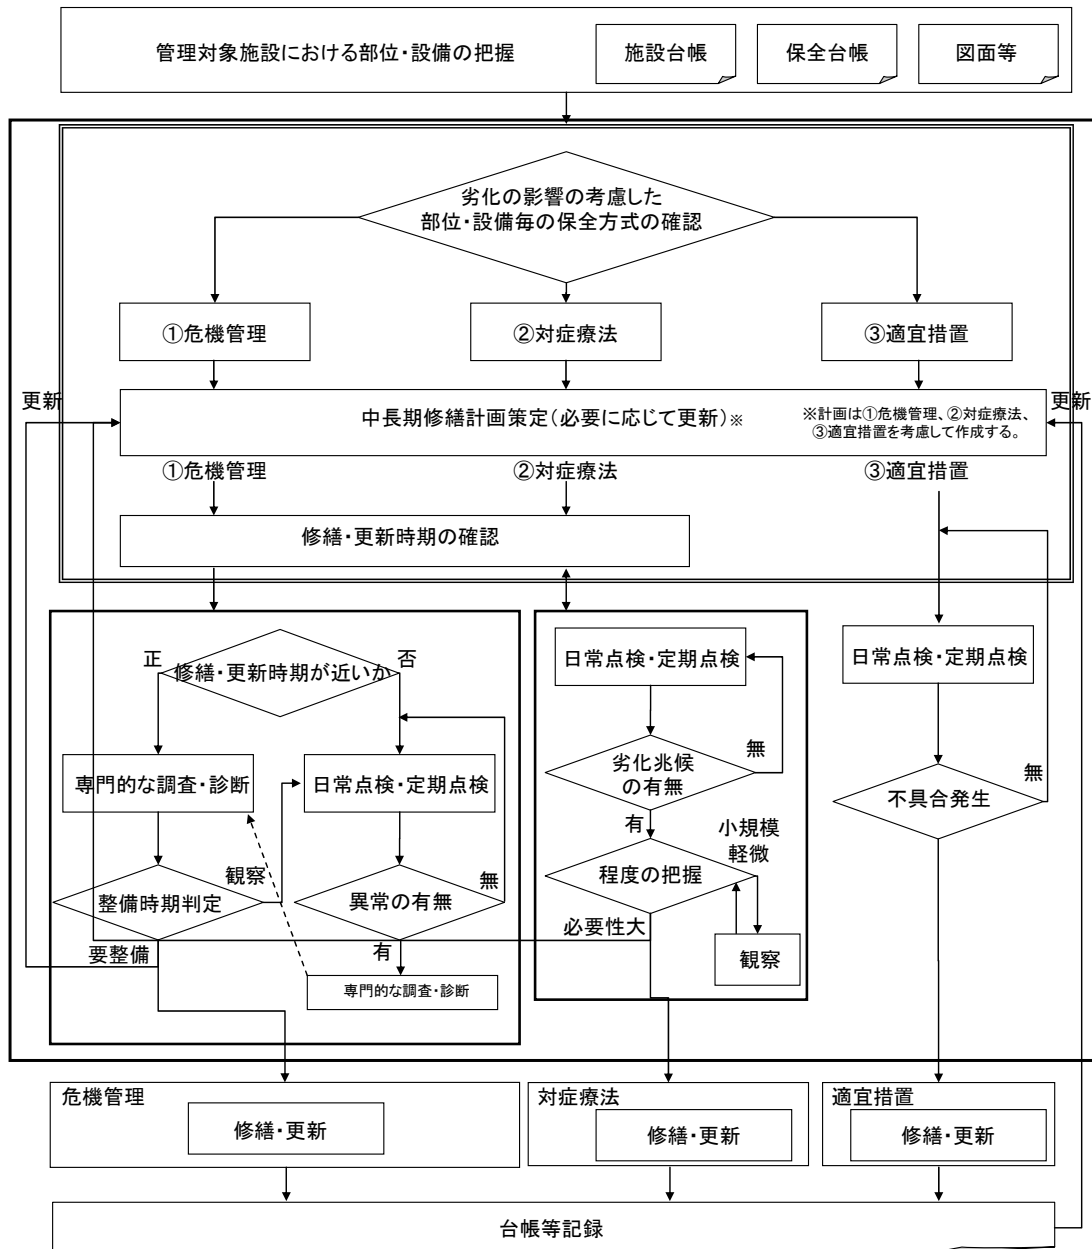 管理対象施設における部位・設備の把握
施設台帳
保全台帳
図面等
劣化の影響の考慮した
部位・設備毎の保全方式の確認
①危機管理
②対症療法
③適宜措置
更新
中長期修繕計画策定(必要に応じて更新)※
※計画は①危機管理、②対症療法、
③適宜措置を考慮して作成する。
更新
①危機管理
②対症療法
③適宜措置
修繕・更新時期の確認
正
修繕・更新時期が近いか
否
専門的な調査・診断
日常点検・定期点検
観察
整備時期判定
異常の有無
無
要整備
有
専門的な調査・診断
日常点検・定期点検
劣化兆候
の有無
無
有
小規模
軽微
程度の把握
必要性大
観察
日常点検・定期点検
不具合発生
無
危機管理
修繕・更新
対症療法
修繕・更新
適宜措置
修繕・更新
台帳等記録